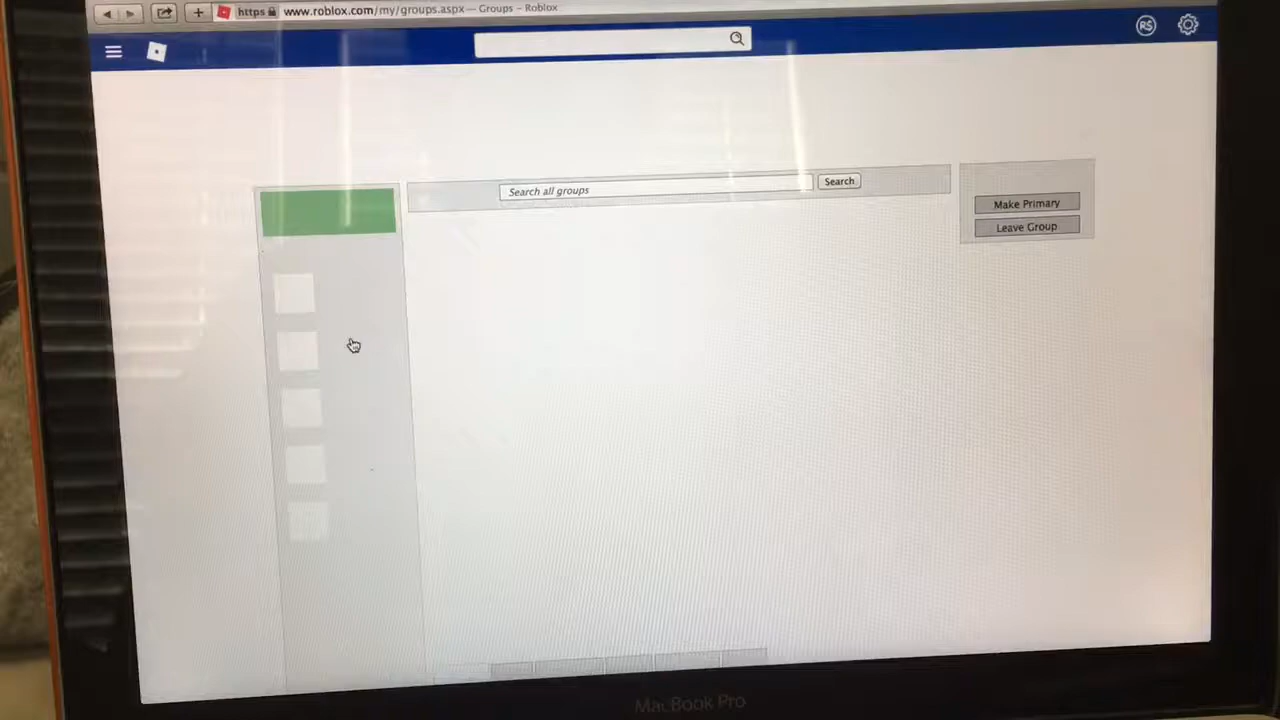 https www.roblox.com/my/groups.aspx — Groups – Roblox
R$
Search all groups
Search
Make Primary
Leave Group
MacBook Pro